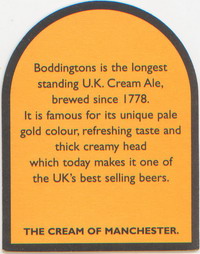 Boddingtons is the longest
standing U.K. Cream Ale,
brewed since 1778.
It is famous for its unique pale
gold colour, refreshing taste and
thick creamy head
which today makes it one of
the UK's best selling beers.
THE CREAM OF MANCHESTER.